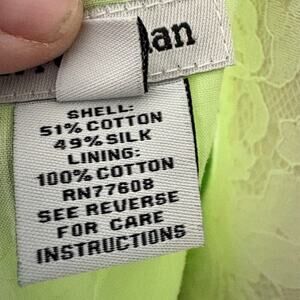 an
SHELL:
51% COTTON
49% SILK
LINING:
100% COTTON
RN77608
SEE REVERSE
FOR CARE
INSTRUCTIONS